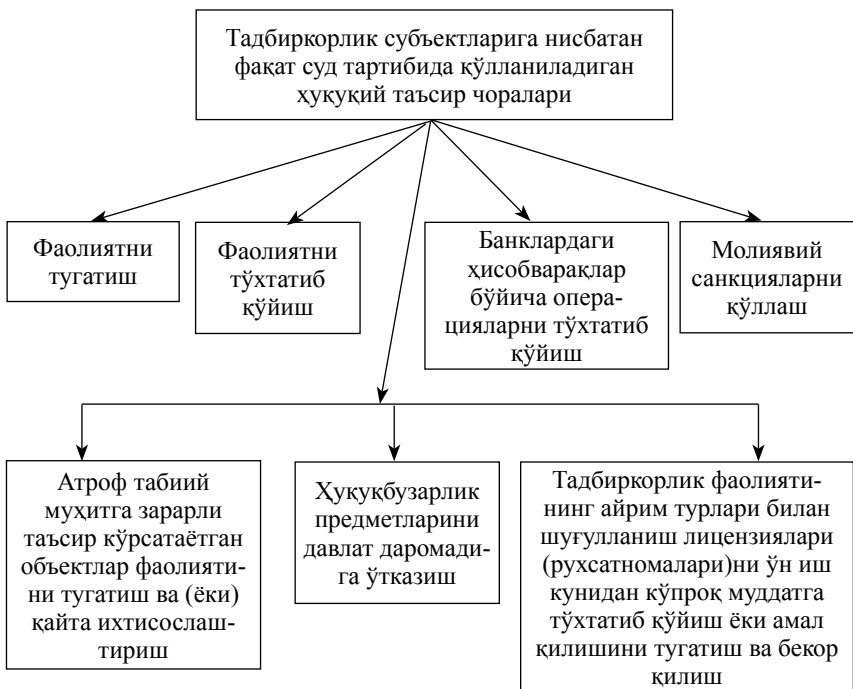 Тадбиркорлик субъектларига нисбатан
фақат суд тартибида қўлланиладиган
ҳуқуқий таъсир чоралари
Фаолиятни
тугатиш
Фаолиятни
тўхтатиб
қўйиш
Банклардаги
ҳисобварақлар
бўйича опера-
цияларни тўхтатиб
қўйиш
Молиявий
санкцияларни
қўллаш
Атроф табиий
муҳитга зарарли
таъсир кўрсатаётган
объектлар фаолияти-
ни тугатиш ва (ёки)
қайта ихтисослаш-
тириш
Ҳуқуқбузарлик
предметларини
давлат даромади-
га ўтказиш
Тадбиркорлик фаолияти-
нинг айрим турлари билан
шуғулланиш лицензиялари
(рухсатномалари)ни ўн иш
кунидан кўпроқ муддатга
тўхтатиб қўйиш ёки амал
қилишини тугатиш ва бекор
қилиш